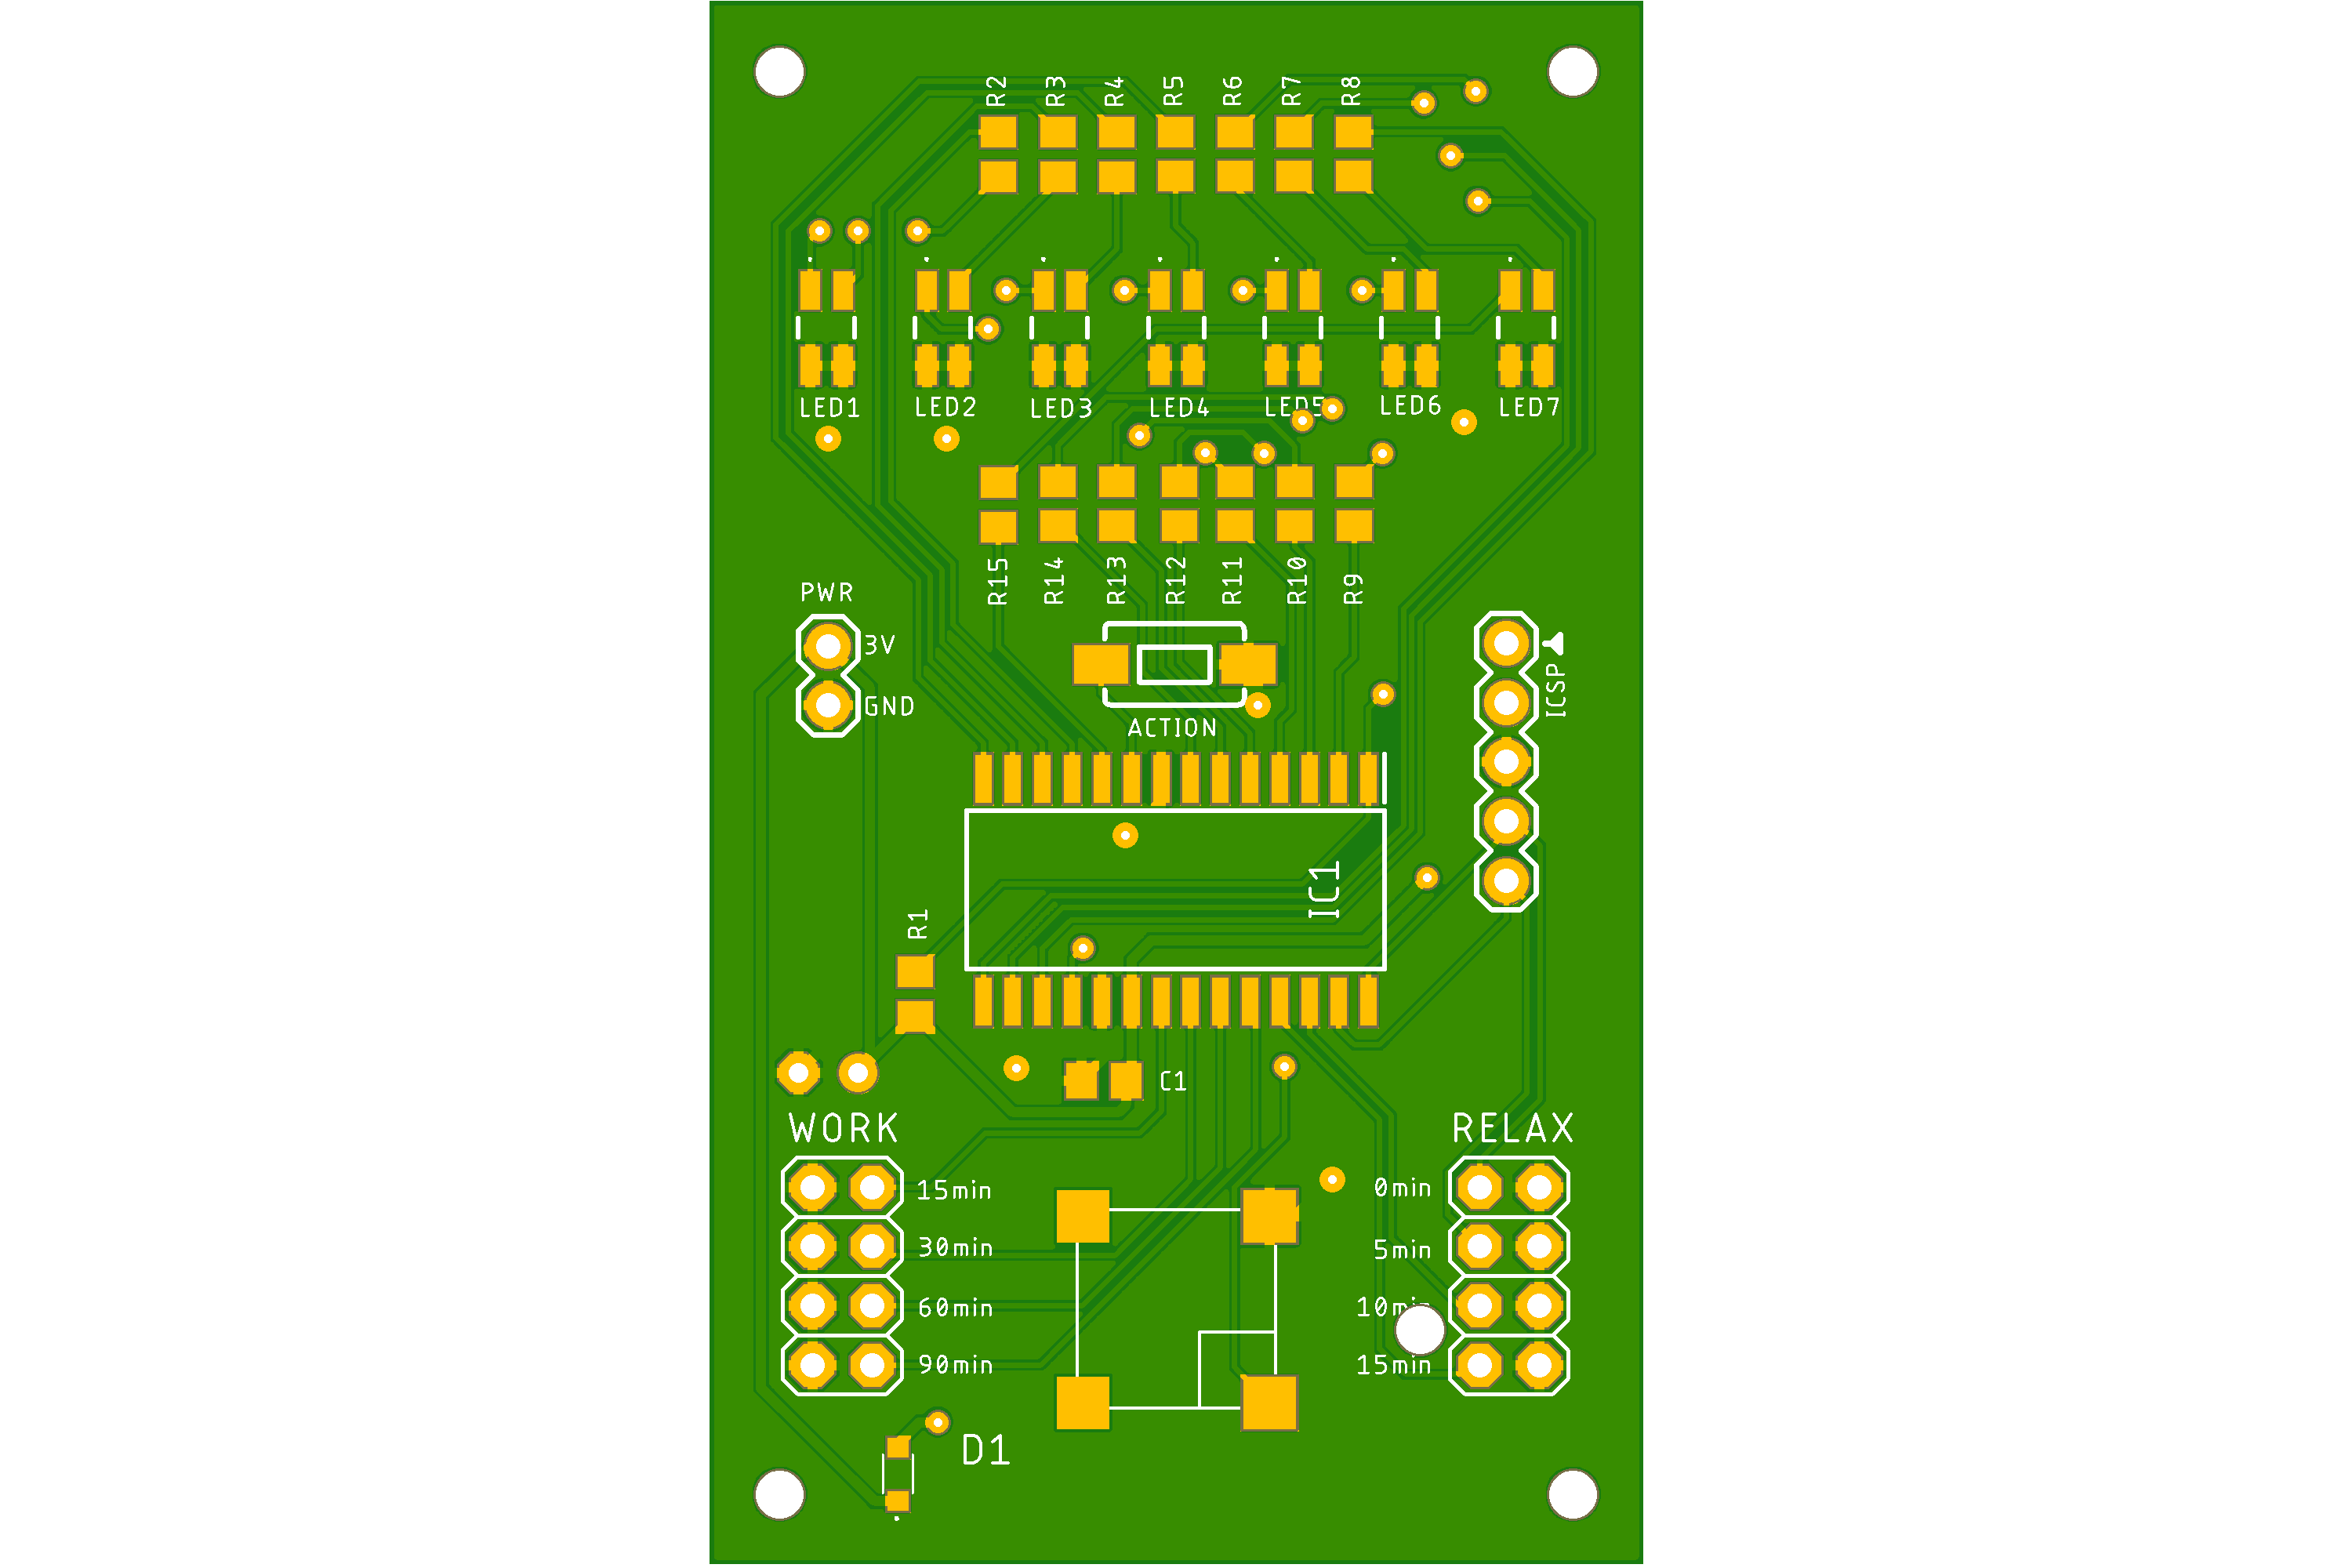 R2 R3 R4 R5 R6 R7 R8
LED1 LED2 LED3 LED4 LED5 LED6 LED7
R15 R14 R13 R12 R11 R10 R9
PWR
3V
GND
ICSP
ACTION
IC1
R1
C1
WORK
RELAX
15min
0min
30min
5min
60min
10min
90min
15min
D1